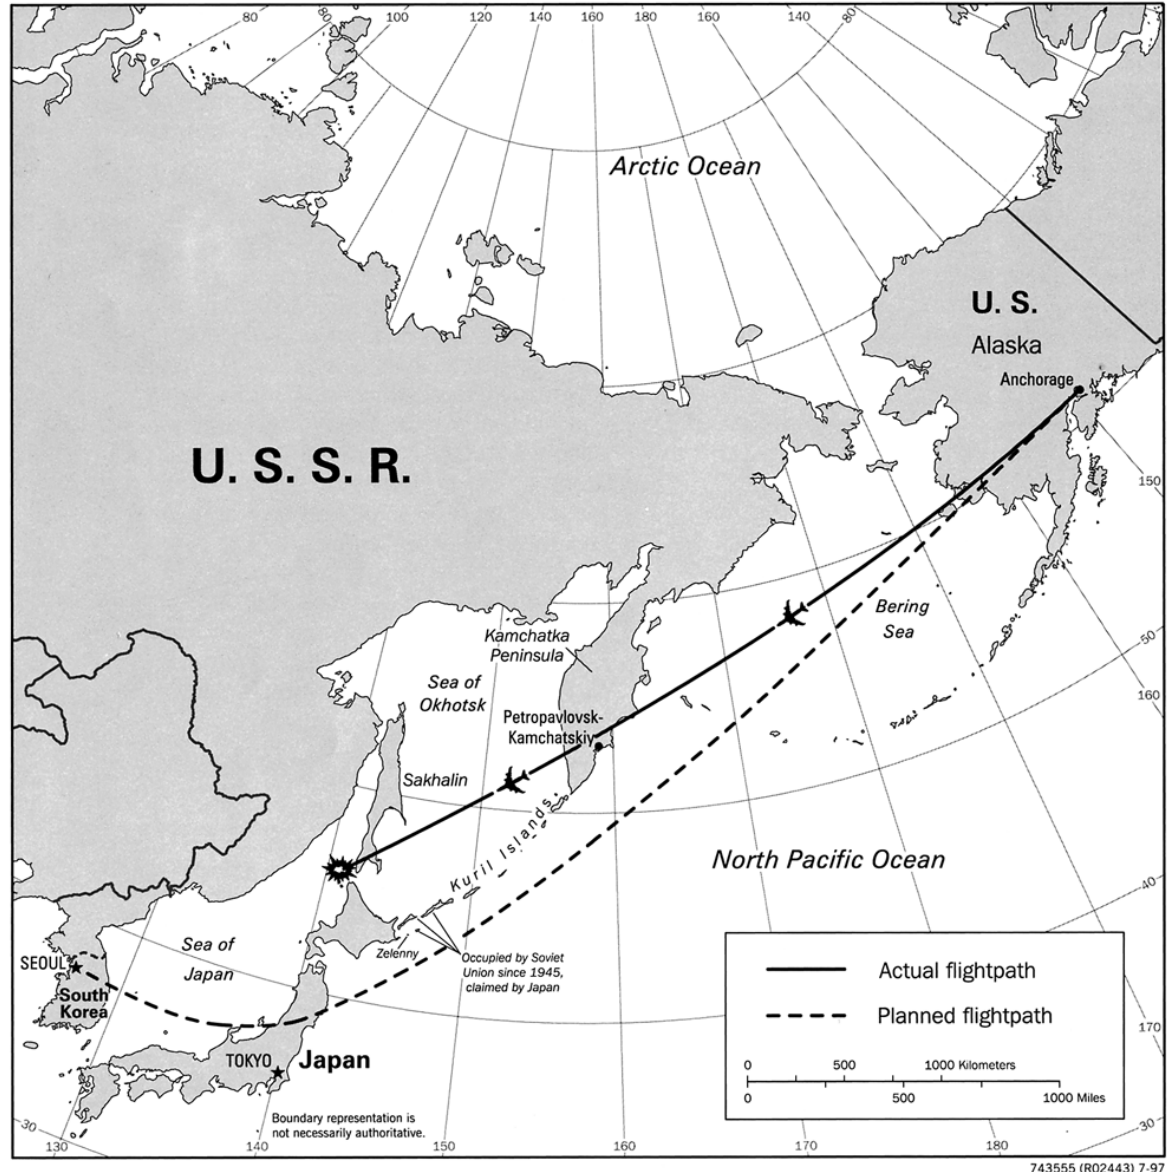 80
80
100
120
140
160
180
160
140
80
Arctic Ocean
U. S.
Alaska
Anchorage
U. S. S. R.
150
Bering
Sea
50
160
Kamchatka
Peninsula
Sea of
Okhotsk
Petropavlovsk-
Kamchatskiy
Sakhalin
Kuril Islands
North Pacific Ocean
40
Sea of
Japan
Zelenny
Occupied by Soviet
Union since 1945,
claimed by Japan
SEOUL
South
Korea
TOKYO
Japan
Actual flightpath
Planned flightpath
0 500 1000 Kilometers
0 500 1000 Miles
170
Boundary representation is
not necessarily authoritative.
30
130
140
150
160
170
180
30
743555 (R02443) 7-97